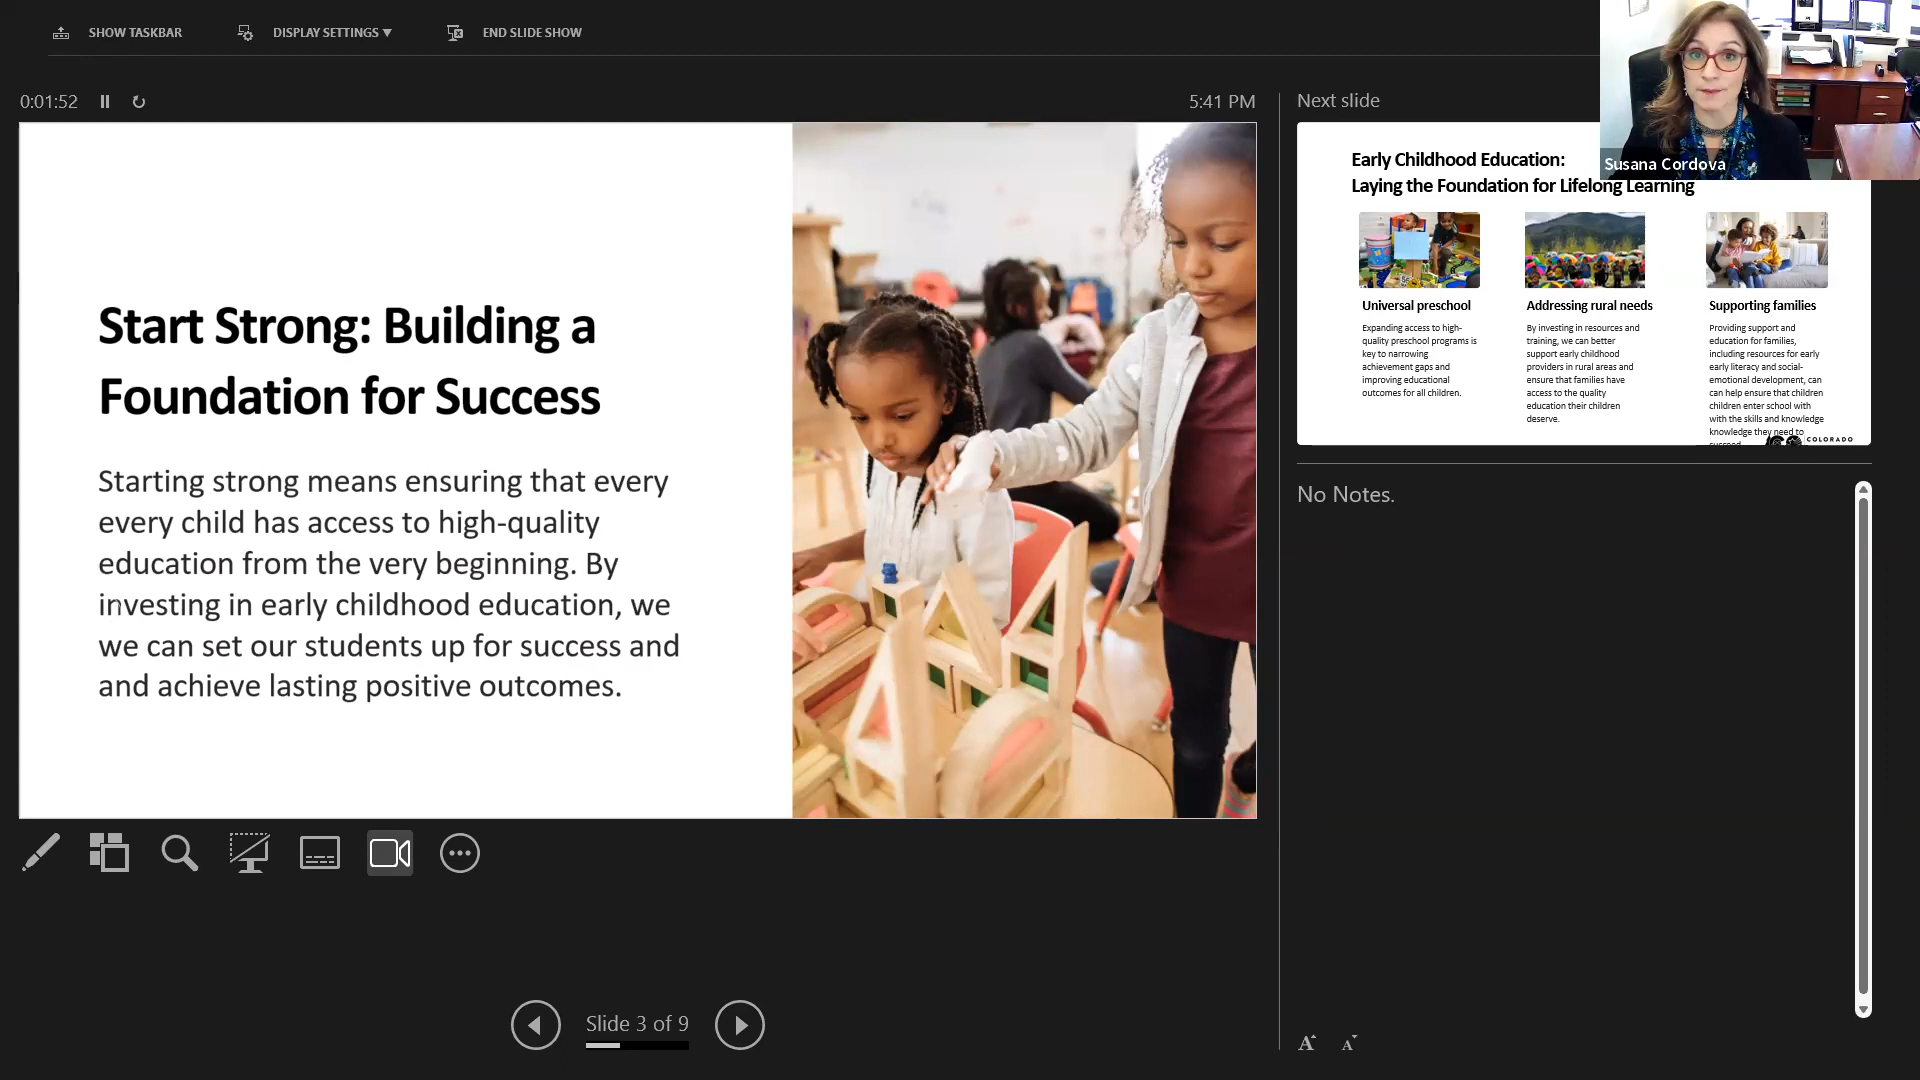 SHOW TASKBAR
DISPLAY SETTINGS ▼
END SLIDE SHOW
0:01:52
5:41 PM
Start Strong: Building a
Foundation for Success
Starting strong means ensuring that every
every child has access to high-quality
education from the very beginning. By
investing in early childhood education, we
we can set our students up for success and
and achieve lasting positive outcomes.
Slide 3 of 9
Next slide
Susana Cordova
Early Childhood Education:
Laying the Foundation for Lifelong Learning
Universal preschool
Expanding access to high-
quality preschool programs is
key to narrowing
achievement gaps and
improving educational
outcomes for all children.
Addressing rural needs
By investing in resources and
training, we can better
support early childhood
providers in rural areas and
ensure that families have
access to the quality
education their children
deserve.
Supporting families
Providing support and
education for families,
including resources for early
early literacy and social-
emotional development, can
can help ensure that children
children enter school with
with the skills and knowledge
knowledge they need to
COLORADO
No Notes.
A A